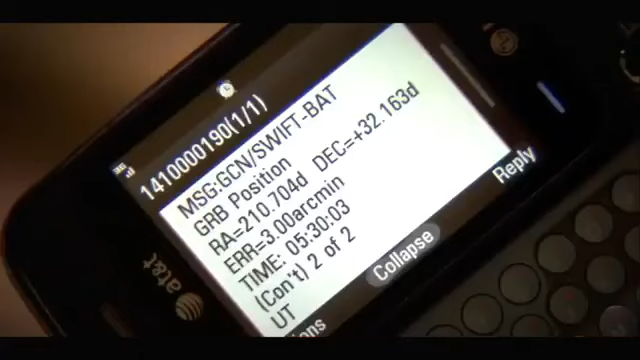 1410000190(1/1)
MSG:GCN/SWIFT-BAT
GRB Position
RA=210.704d DEC=+32.163d
ERR=3.00arcmin
TIME: 05:30:03
(Con't) 2 of 2
UT
Collapse
Reply
at&t